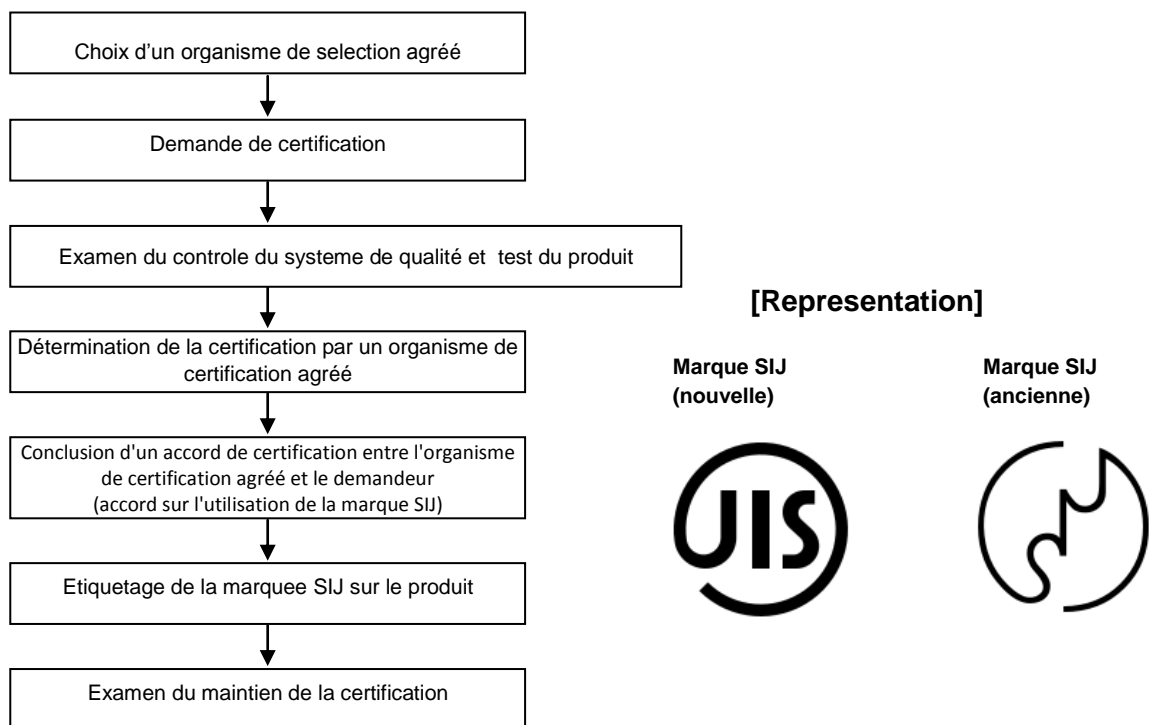 Choix d’un organisme de selection agréé
Demande de certification
Examen du controle du systeme de qualité et  test du produit
Détermination de la certification par un organisme de
certification agréé
Conclusion d'un accord de certification entre l'organisme
de certification agréé et le demandeur
(accord sur l'utilisation de la marque SIJ)
Etiquetage de la marquee SIJ sur le produit
Examen du maintien de la certification
[Representation]
Marque SIJ
(nouvelle)
Marque SIJ
(ancienne)
JIS